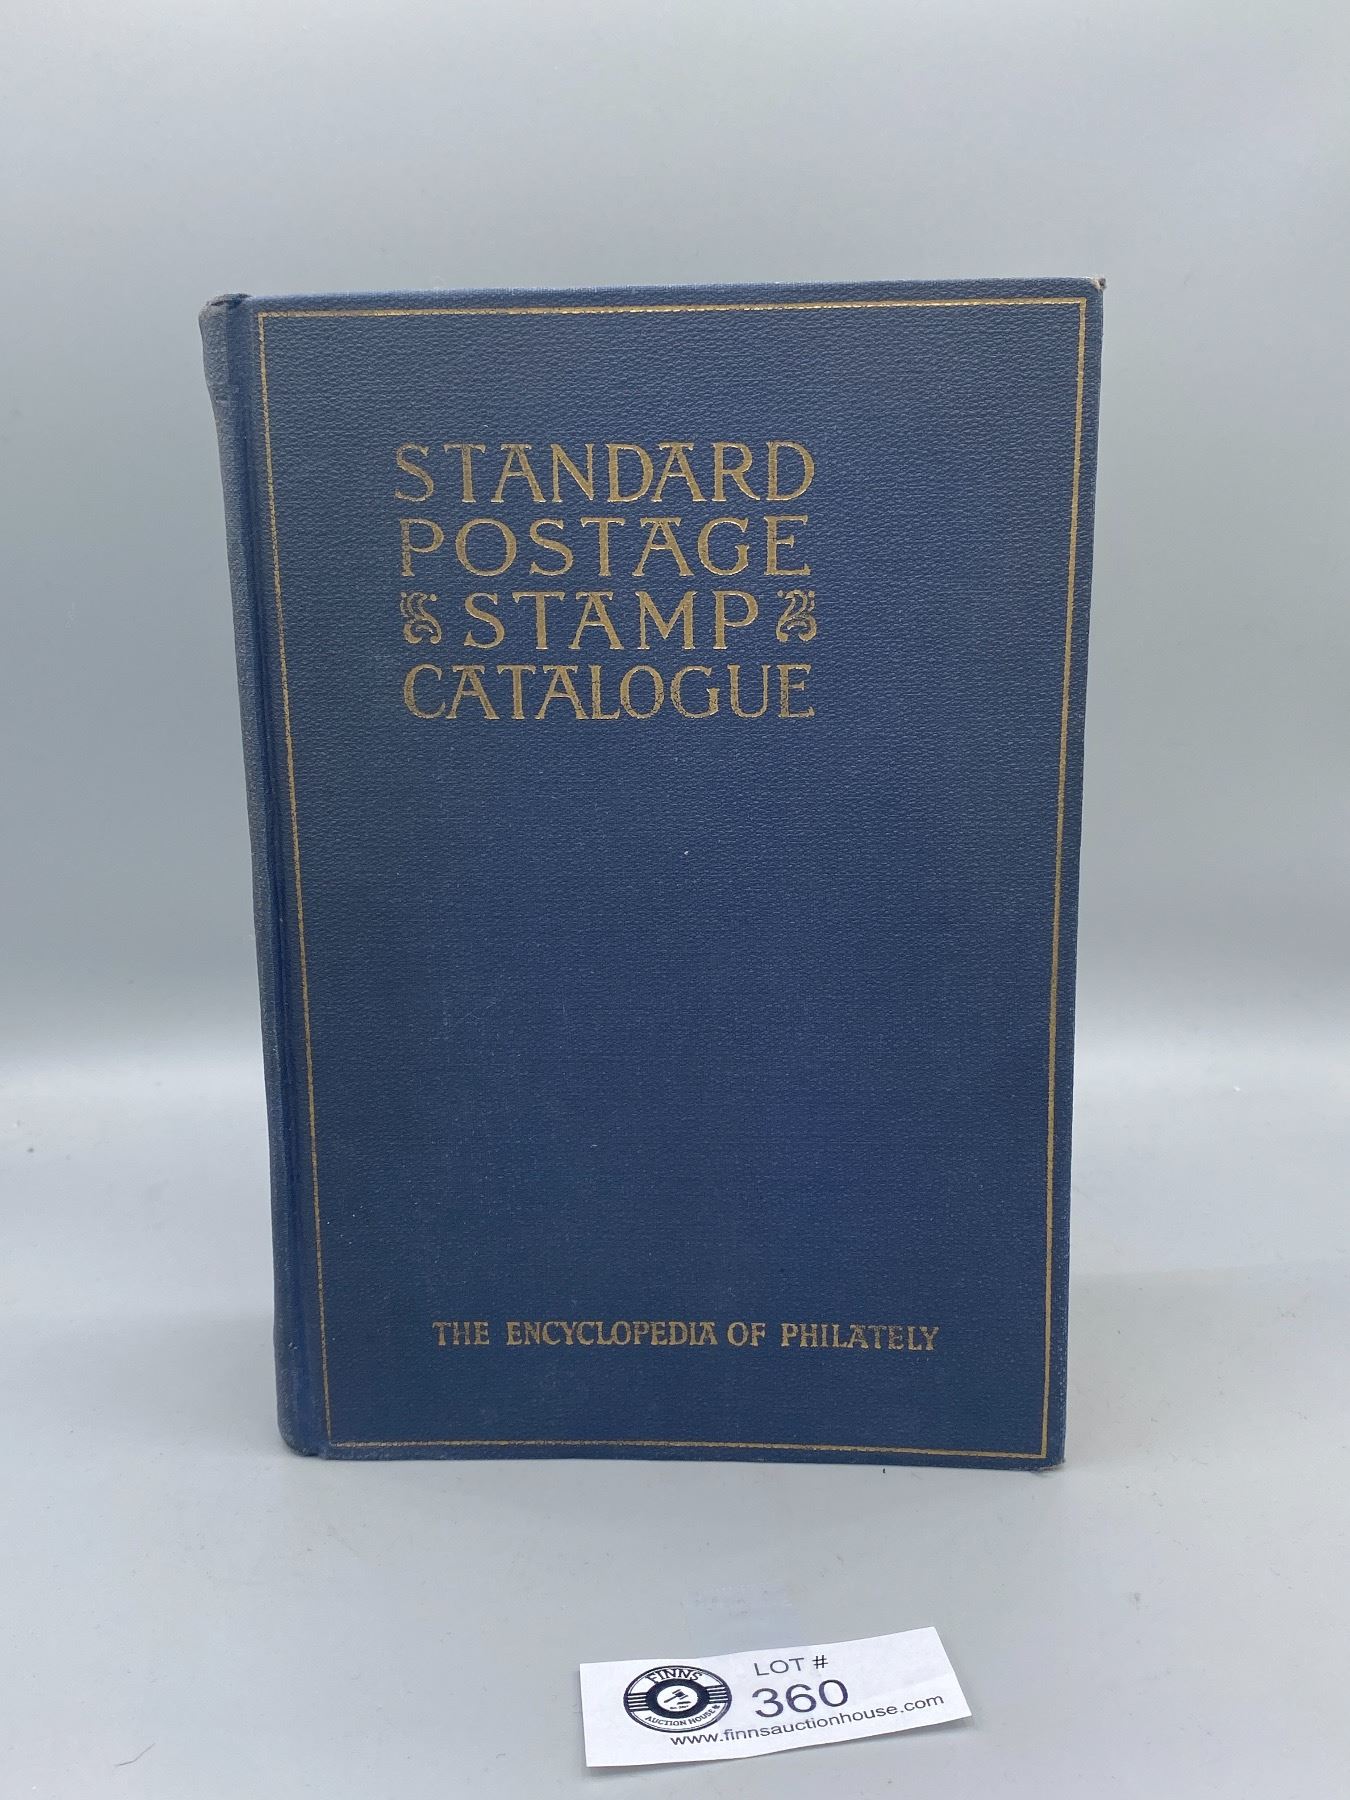 STANDARD
POSTAGE
STAMP
CATALOGUE
THE ENCYCLOPEDIA OF PHILATELY
FINNS
AUCTION HOUSE
LOT #
360
www.finnsauctionhouse.com